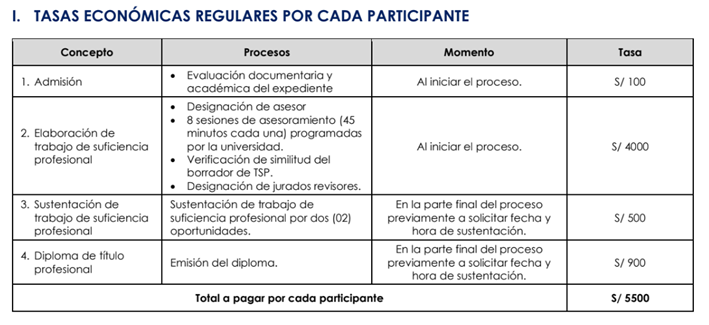 I. TASAS ECONÓMICAS REGULARES POR CADA PARTICIPANTE
Concepto Procesos Momento Tasa
1. Admisión
• Evaluación documentaria y
académica del expediente
Al iniciar el proceso.
S/ 100
2. Elaboración de
trabajo de suficiencia
profesional
• Designación de asesor
• 8 sesiones de asesoramiento (45
minutos cada una) programadas
por la universidad.
• Verificación de similitud del
borrador de TSP.
• Designación de jurados revisores.
Al iniciar el proceso.
S/ 4000
3. Sustentación de
trabajo de suficiencia
profesional
Sustentación de trabajo de
suficiencia profesional por dos (02)
oportunidades.
En la parte final del proceso
previamente a solicitar fecha y
hora de sustentación.
S/ 500
4. Diploma de título
profesional
Emisión del diploma.
En la parte final del proceso
previamente a solicitar fecha y
hora de sustentación.
S/ 900
Total a pagar por cada participante S/ 5500